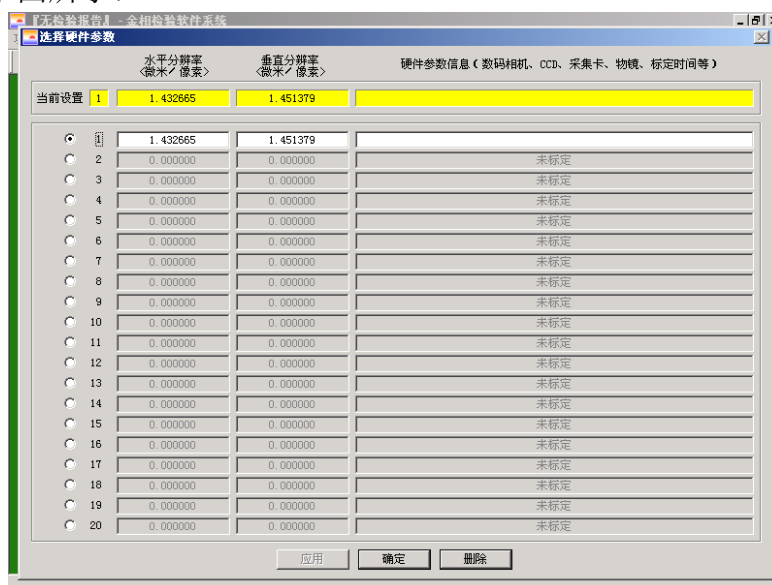 『无检验报告』 - 金相检验软件系统
选择硬件参数
水平分辨率 垂直分辨率 硬件参数信息(数码相机、CCD、采集卡、物镜、标定时间等)
<微米/像素> <微米/像素>
当前设置 1 1.432665 1.451379
1 1.432665 1.451379
2 0.000000 0.000000 未标定
3 0.000000 0.000000 未标定
4 0.000000 0.000000 未标定
5 0.000000 0.000000 未标定
6 0.000000 0.000000 未标定
7 0.000000 0.000000 未标定
8 0.000000 0.000000 未标定
9 0.000000 0.000000 未标定
10 0.000000 0.000000 未标定
11 0.000000 0.000000 未标定
12 0.000000 0.000000 未标定
13 0.000000 0.000000 未标定
14 0.000000 0.000000 未标定
15 0.000000 0.000000 未标定
16 0.000000 0.000000 未标定
17 0.000000 0.000000 未标定
18 0.000000 0.000000 未标定
19 0.000000 0.000000 未标定
20 0.000000 0.000000 未标定
应用 确定 删除